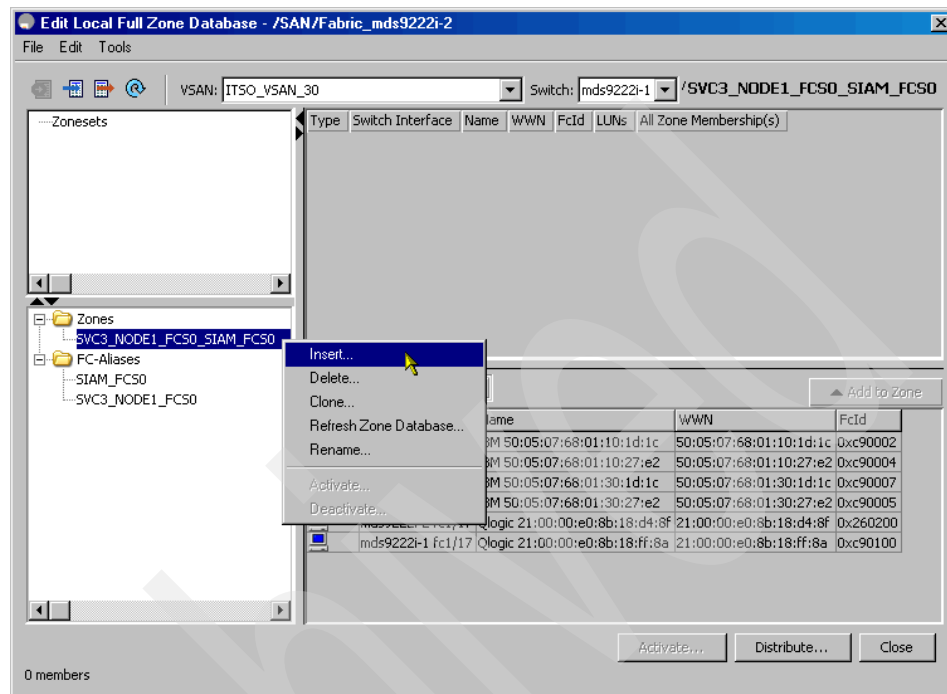 Edit Local Full Zone Database - /SAN/Fabric_mds9222i-2
File Edit Tools
VSAN: ITSO_VSAN_30 Switch: mds9222i-1 /SVC3_NODE1_FCS0_SIAM_FCS0
Zonesets
Type Switch Interface Name WWN FcId LUNs All Zone Membership(s)
Zones
SVC3_NODE1_FCS0_SIAM_FCS0
FC-Aliases
SIAM_FCS0
SVC3_NODE1_FCS0
Insert...
Delete...
Clone...
Refresh Zone Database...
Rename...
Activate...
Deactivate...
Add to Zone
WWN FcId
50:05:07:68:01:10:1d:1c 50:05:07:68:01:10:1d:1c 0xc90002
50:05:07:68:01:10:27:e2 50:05:07:68:01:10:27:e2 0xc90004
50:05:07:68:01:30:1d:1c 50:05:07:68:01:30:1d:1c 0xc90007
50:05:07:68:01:30:27:e2 50:05:07:68:01:30:27:e2 0xc90005
Qlogic 21:00:00:e0:8b:18:d4:8f 21:00:00:e0:8b:18:d4:8f 0x260200
mds9222i-1 fc1/17 Qlogic 21:00:00:e0:8b:18:ff:8a 21:00:00:e0:8b:18:ff:8a 0xc90100
Activate... Distribute... Close
0 members